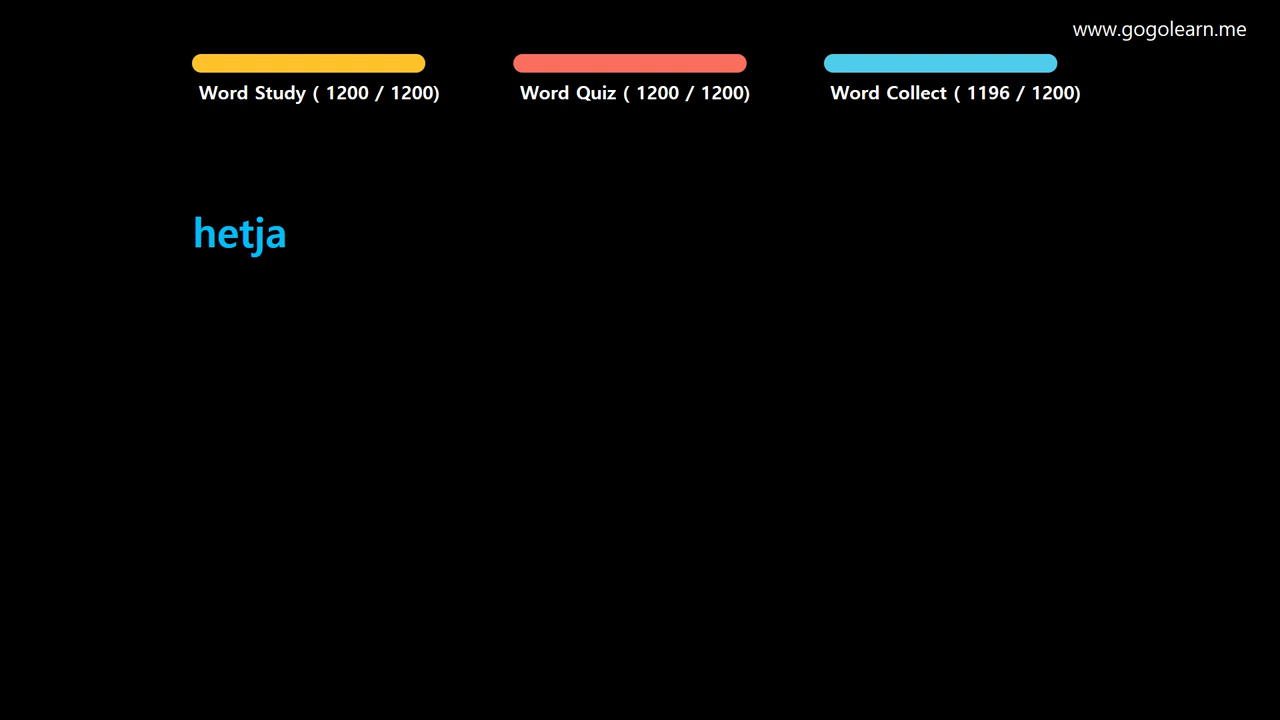 www.gogolearn.me
Word Study ( 1200 / 1200)
Word Quiz ( 1200 / 1200)
Word Collect ( 1196 / 1200)
hetja